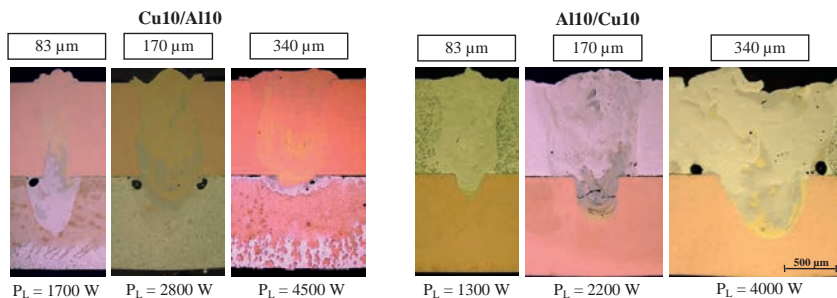 Cu10/Al10
83 µm
170 µm
340 µm
P_L = 1700 W
P_L = 2800 W
P_L = 4500 W
Al10/Cu10
83 µm
170 µm
340 µm
500 µm
P_L = 1300 W
P_L = 2200 W
P_L = 4000 W